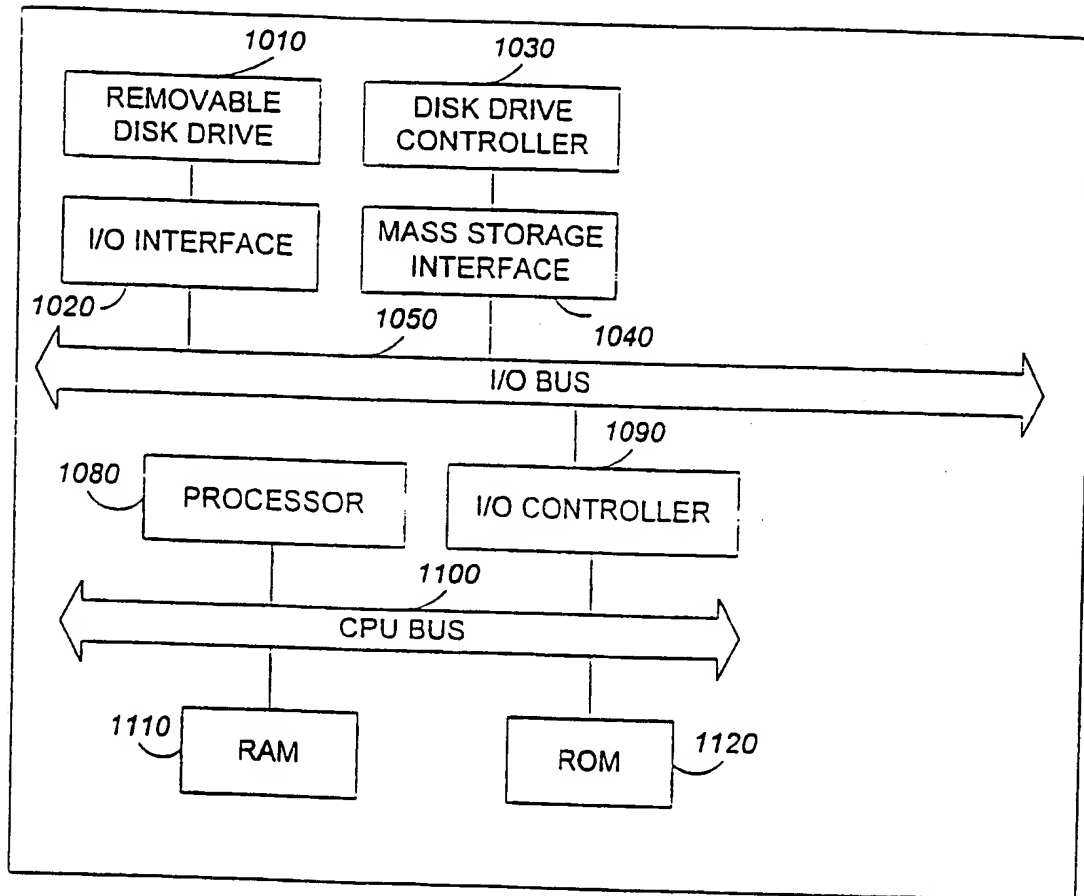 1010
1030
REMOVABLE
DISK DRIVE
DISK DRIVE
CONTROLLER
I/O INTERFACE
MASS STORAGE
INTERFACE
1020
1050
1040
I/O BUS
1090
1080
PROCESSOR
I/O CONTROLLER
1100
CPU BUS
1110
RAM
ROM
1120